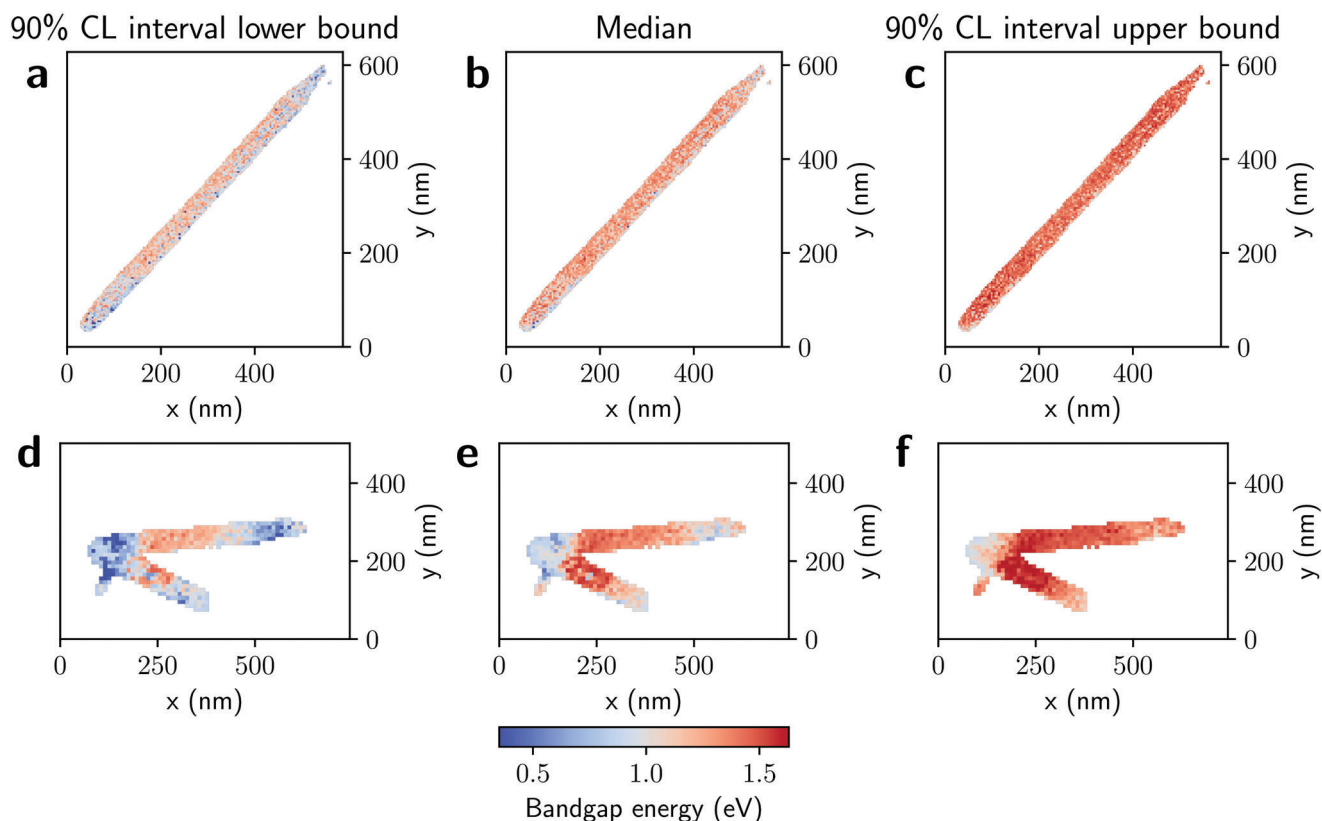 90% CL interval lower bound
Median
90% CL interval upper bound
a
b
c
600
400
200
0
y (nm)
0
200
400
x (nm)
600
400
200
0
y (nm)
0
200
400
x (nm)
600
400
200
0
y (nm)
0
200
400
x (nm)
d
e
f
400
200
0
y (nm)
0
250
500
x (nm)
400
200
0
y (nm)
0
250
500
x (nm)
400
200
0
y (nm)
0
250
500
x (nm)
0.5
1.0
1.5
Bandgap energy (eV)